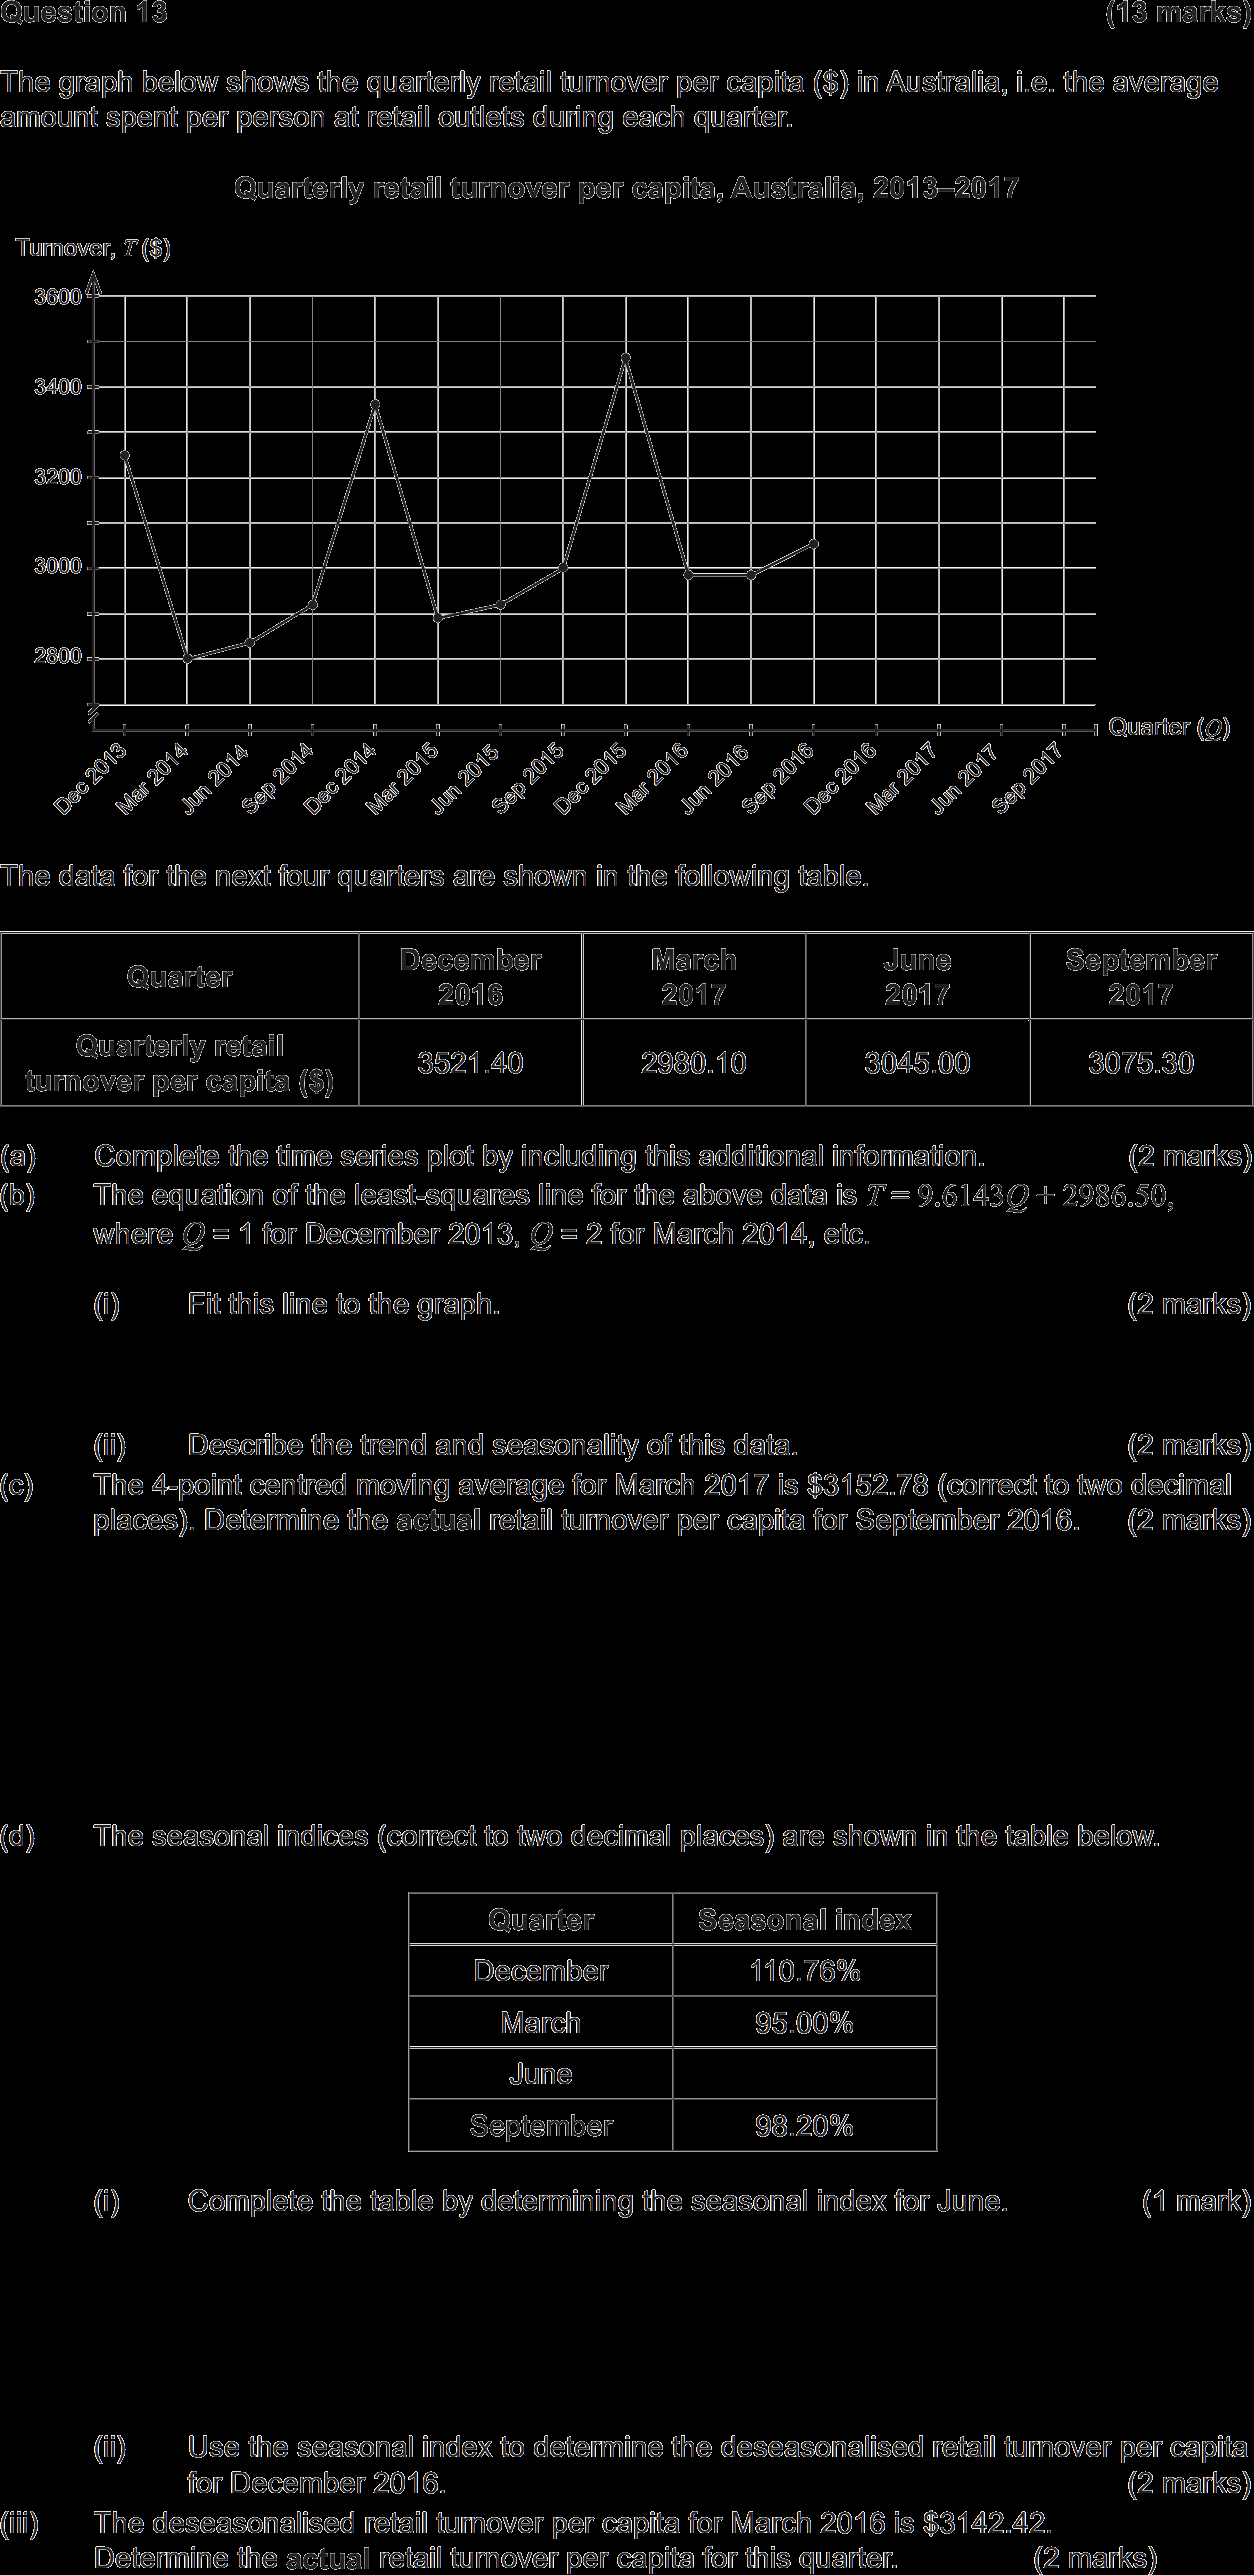 Question 13 (13 marks)
The graph below shows the quarterly retail turnover per capita ($) in Australia, i.e. the average
amount spent per person at retail outlets during each quarter.
Quarterly retail turnover per capita, Australia, 2013–2017
Turnover, T ($)
3600
3400
3200
3000
2800
Quarter (Q)
Dec 2013
Mar 2014
Jun 2014
Sep 2014
Dec 2014
Mar 2015
Jun 2015
Sep 2015
Dec 2015
Mar 2016
Jun 2016
Sep 2016
Dec 2016
Mar 2017
Jun 2017
Sep 2017
The data for the next four quarters are shown in the following table.
Quarter December 2016 March 2017 June 2017 September 2017
Quarterly retail turnover per capita ($) 3521.40 2980.10 3045.00 3075.30
(a) Complete the time series plot by including this additional information. (2 marks)
(b) The equation of the least-squares line for the above data is T = 9.6143Q + 2986.50,
where Q = 1 for December 2013, Q = 2 for March 2014, etc.
(i) Fit this line to the graph. (2 marks)
(ii) Describe the trend and seasonality of this data. (2 marks)
(c) The 4-point centred moving average for March 2017 is $3152.78 (correct to two decimal
places). Determine the actual retail turnover per capita for September 2016. (2 marks)
(d) The seasonal indices (correct to two decimal places) are shown in the table below.
Quarter Seasonal index
December 110.76%
March 95.00%
June
September 98.20%
(i) Complete the table by determining the seasonal index for June. (1 mark)
(ii) Use the seasonal index to determine the deseasonalised retail turnover per capita
for December 2016. (2 marks)
(iii) The deseasonalised retail turnover per capita for March 2016 is $3142.42.
Determine the actual retail turnover per capita for this quarter. (2 marks)